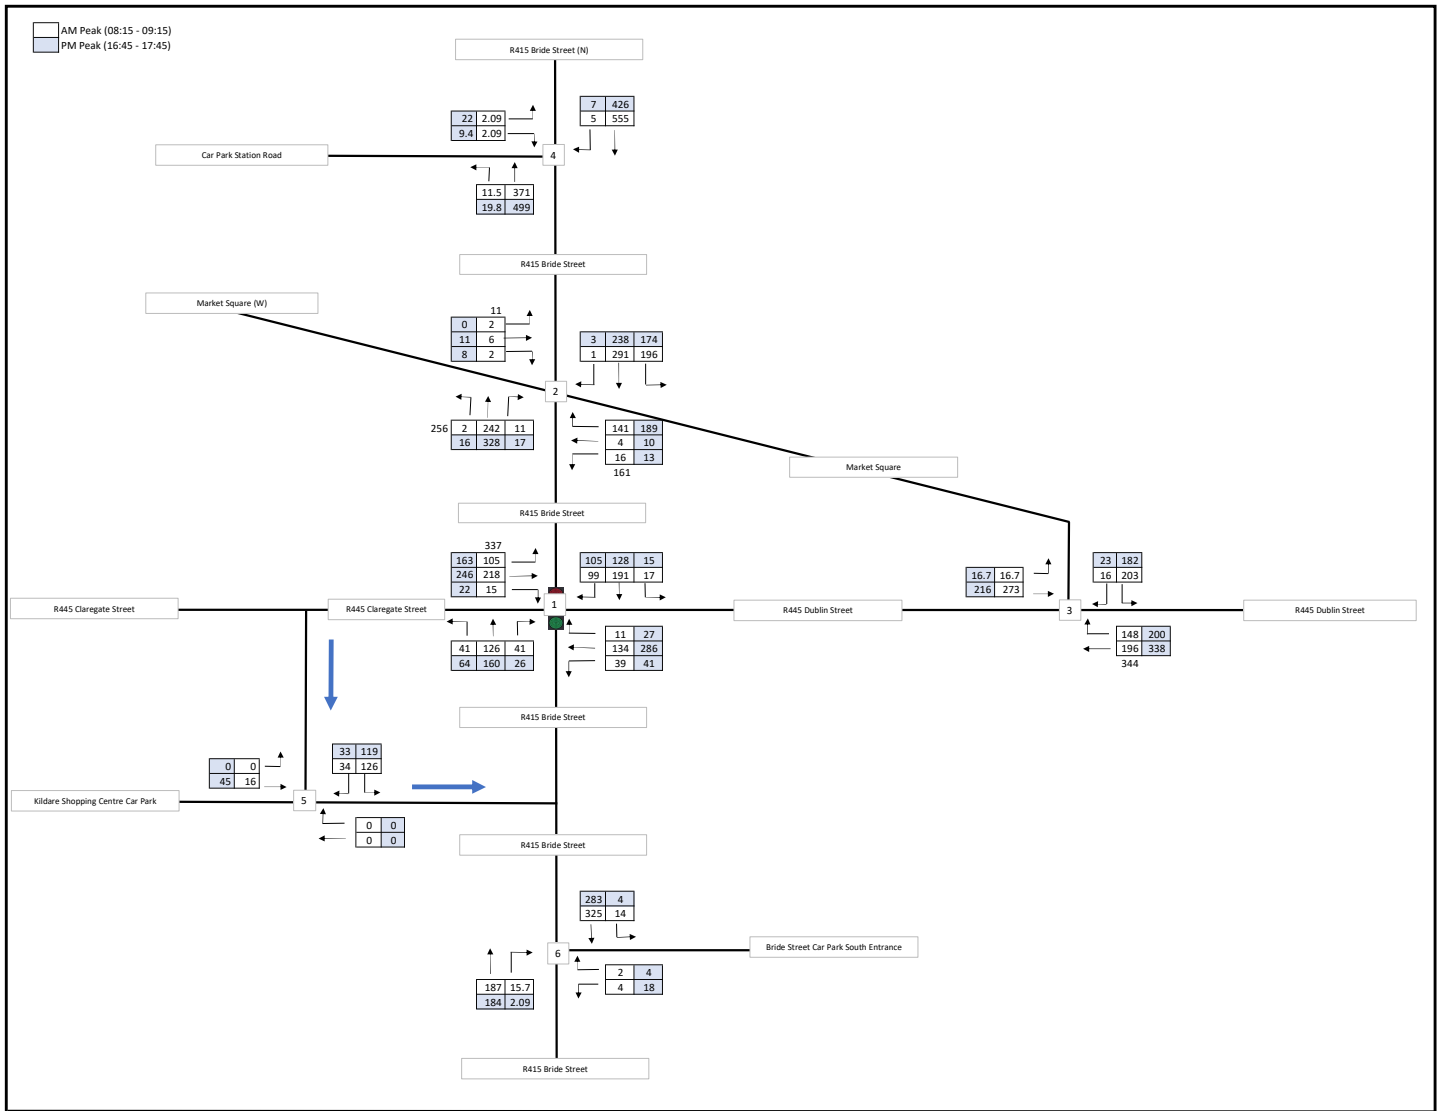 AM Peak (08:15 - 09:15)
PM Peak (16:45 - 17:45)
R415 Bride Street (N)
7 426
5 555
22 2.09
9.4 2.09
Car Park Station Road
4
11.5 371
19.8 499
R415 Bride Street
Market Square (W)
11
0 2
11 6
8 2
3 238 174
1 291 196
2
256 2 242 11
16 328 17
141 189
4 10
16 13
161
Market Square
R415 Bride Street
337
163 105
246 218
22 15
105 128 15
99 191 17
16.7 16.7
216 273
23 182
16 203
R445 Claregate Street
R445 Claregate Street
1
R445 Dublin Street
3
R445 Dublin Street
41 126 41
64 160 26
11 27
134 286
39 41
148 200
196 338
344
R415 Bride Street
0 0
45 16
33 119
34 126
Kildare Shopping Centre Car Park
5
0 0
0 0
R415 Bride Street
283 4
325 14
6
Bride Street Car Park South Entrance
187 15.7
184 2.09
2 4
4 18
R415 Bride Street